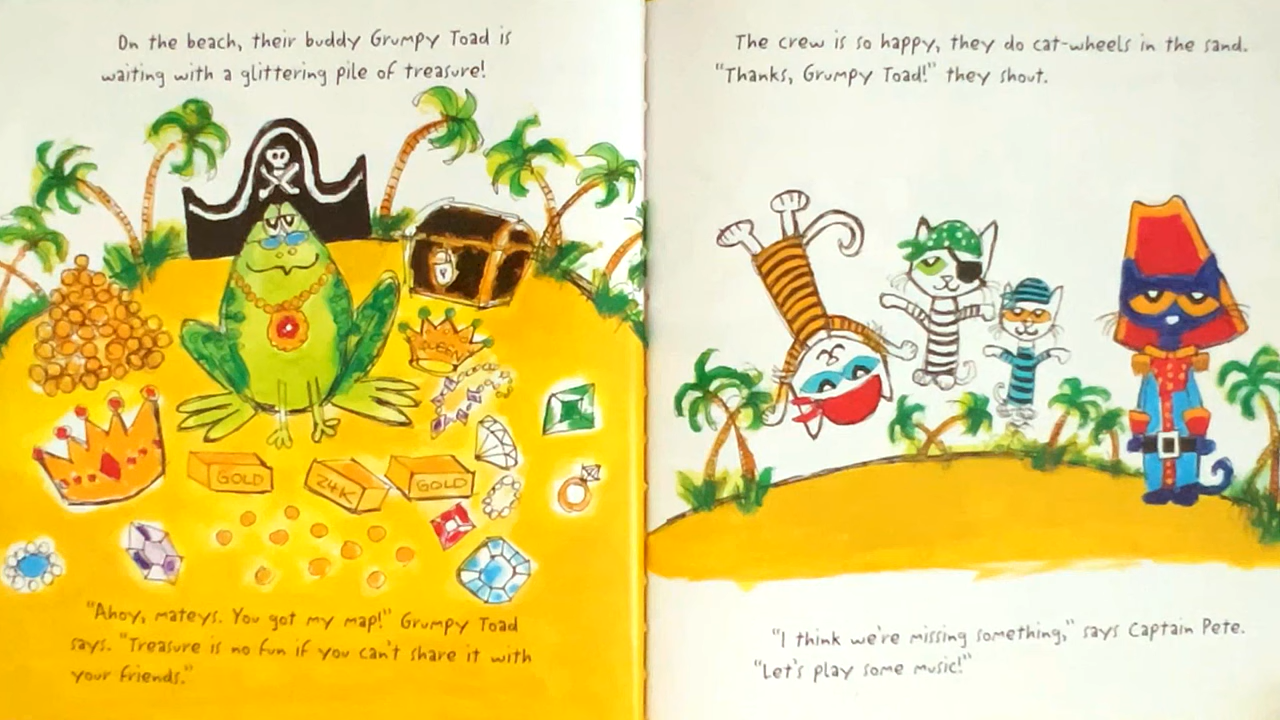 On the beach, their buddy Grumpy Toad is
waiting with a glittering pile of treasure!
QUEEN
GOLD
24K
GOLD
"Ahoy, mateys. You got my map!" Grumpy Toad
says. "Treasure is no fun if you can't share it with
your friends."
The crew is so happy, they do cat-wheels in the sand.
"Thanks, Grumpy Toad!" they shout.
"I think we're missing something," says Captain Pete.
"Let's play some music!"